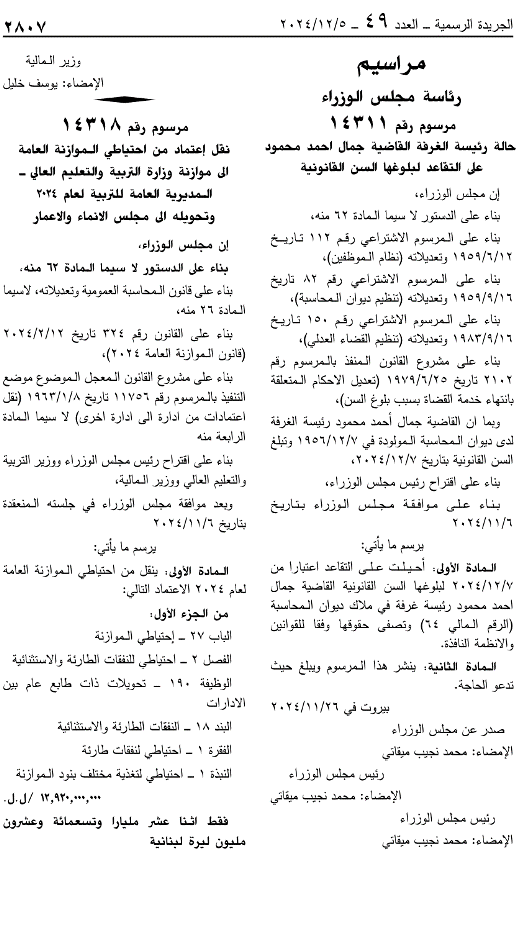 الجريدة الرسمية ــ العدد ٤٩ ــ ٢٠٢٤/١٢/٥
٢٨٠٧
مراسيم
رئاسة مجلس الوزراء
مرسوم رقم ١٤٣١١
حالة رئيسة الغرفة القاضية جمال احمد محمود
على التقاعد لبلوغها السن القانونية
إن مجلس الوزراء،
بناء على الدستور لا سيما المادة ٦٢ منه،
بناء على المرسوم الاشتراعي رقم ١١٢ تاريخ
١٩٥٩/٦/١٢ وتعديلاته (نظام الموظفين)،
بناء على المرسوم الاشتراعي رقم ٨٢ تاريخ
١٩٥٩/٩/١٦ وتعديلاته (تنظيم ديوان المحاسبة)،
بناء على المرسوم الاشتراعي رقم ١٥٠ تاريخ
١٩٨٣/٩/١٦ وتعديلاته (تنظيم القضاء العدلي)،
بناء على مشروع القانون المنفذ بالمرسوم رقم
٢١٠٢ تاريخ ١٩٧٩/٦/٢٥ (تعديل الاحكام المتعلقة
بانتهاء خدمة القضاة بسبب بلوغ السن)،
وبما ان القاضية جمال أحمد محمود رئيسة الغرفة
لدى ديوان المحاسبة المولودة في ١٩٥٦/١٢/٧ وتبلغ
السن القانونية بتاريخ ٢٠٢٤/١٢/٧،
بناء على اقتراح رئيس مجلس الوزراء،
بناء على موافقة مجلس الوزراء بتاريخ
٢٠٢٤/١١/٦
يرسم ما يأتي:
المادة الأولى: أحيلت على التقاعد اعتبارا من
٢٠٢٤/١٢/٧ لبلوغها السن القانونية القاضية جمال
احمد محمود رئيسة غرفة في ملاك ديوان المحاسبة
(الرقم المالي ٦٤) وتصفى حقوقها وفقا للقوانين
والانظمة النافذة.
المادة الثانية: ينشر هذا المرسوم ويبلغ حيث
تدعو الحاجة.
بيروت في ٢٠٢٤/١١/٢٦
صدر عن مجلس الوزراء
الإمضاء: محمد نجيب ميقاتي
رئيس مجلس الوزراء
الإمضاء: محمد نجيب ميقاتي
رئيس مجلس الوزراء
الإمضاء: محمد نجيب ميقاتي
وزير المالية
الإمضاء: يوسف خليل
مرسوم رقم ١٤٣١٨
نقل إعتماد من احتياطي الموازنة العامة
الى موازنة وزارة التربية والتعليم العالي ــ
المديرية العامة للتربية لعام ٢٠٢٤
وتحويله الى مجلس الانماء والاعمار
إن مجلس الوزراء،
بناء على الدستور لا سيما المادة ٦٢ منه،
بناء على قانون المحاسبة العمومية وتعديلاته، لاسيما
المادة ٢٦ منه،
بناء على القانون رقم ٣٢٤ تاريخ ٢٠٢٤/٢/١٢
(قانون الموازنة العامة ٢٠٢٤)،
بناء على مشروع القانون المعجل الموضوع موضع
التنفيذ بالمرسوم رقم ١١٧٥٦ تاريخ ١٩٦٣/١/٨ (نقل
اعتمادات من ادارة الى ادارة اخرى) لا سيما المادة
الرابعة منه
بناء على اقتراح رئيس مجلس الوزراء ووزير التربية
والتعليم العالي ووزير المالية،
وبعد موافقة مجلس الوزراء في جلسته المنعقدة
بتاريخ ٢٠٢٤/١١/٦
يرسم ما يأتي:
المادة الأولى: ينقل من احتياطي الموازنة العامة
لعام ٢٠٢٤ الاعتماد التالي:
من الجزء الأول:
الباب ٢٧ ــ إحتياطي الموازنة
الفصل ٢ ــ احتياطي للنفقات الطارئة والاستثنائية
الوظيفة ١٩٠ ــ تحويلات ذات طابع عام بين
الادارات
البند ١٨ ــ النفقات الطارئة والاستثنائية
الفقرة ١ ــ احتياطي لنفقات طارئة
النبذة ١ ــ احتياطي لتغذية مختلف بنود الموازنة
١٢,٩٢٠,٠٠٠,٠٠٠ /ل.ل.
فقط اثنا عشر مليارا وتسعمائة وعشرون
مليون ليرة لبنانية